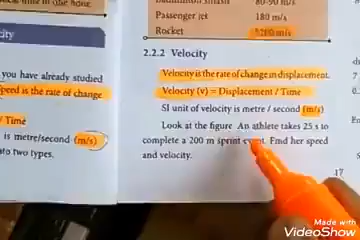 Passenger jet 180 m/s
Rocket 5200 m/s
city
you have already studied
speed is the rate of change
/ Time
is metre/second (m/s)
into two types.
2.2.2 Velocity
Velocity is the rate of change in displacement.
Velocity (v) = Displacement / Time
SI unit of velocity is metre / second (m/s)
Look at the figure An athlete takes 25 s to
complete a 200 m sprint event. Find her speed
and velocity.
17
Made with
VideoShow